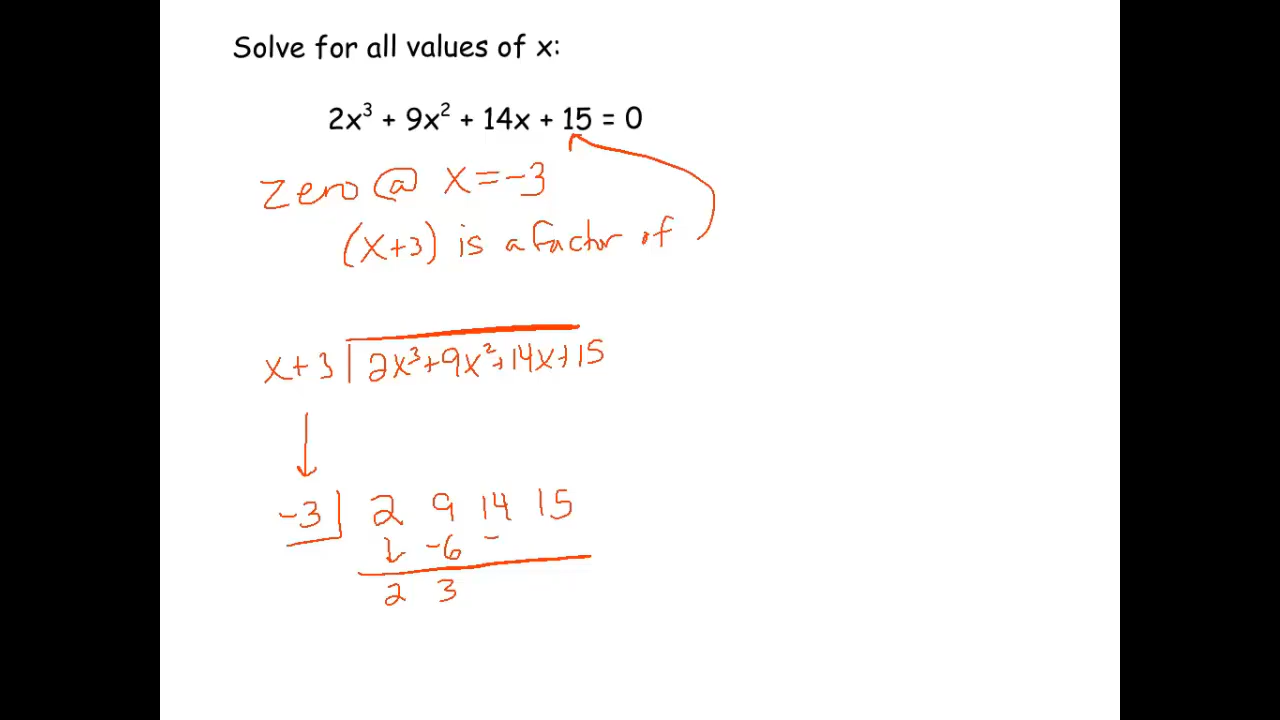 Solve for all values of x:
2x³ + 9x² + 14x + 15 = 0
Zero @ x = -3
(x+3) is a factor of
x + 3 | 2x³+9x²+14x+15
-3 | 2 9 14 15
↓ -6 -
2 3